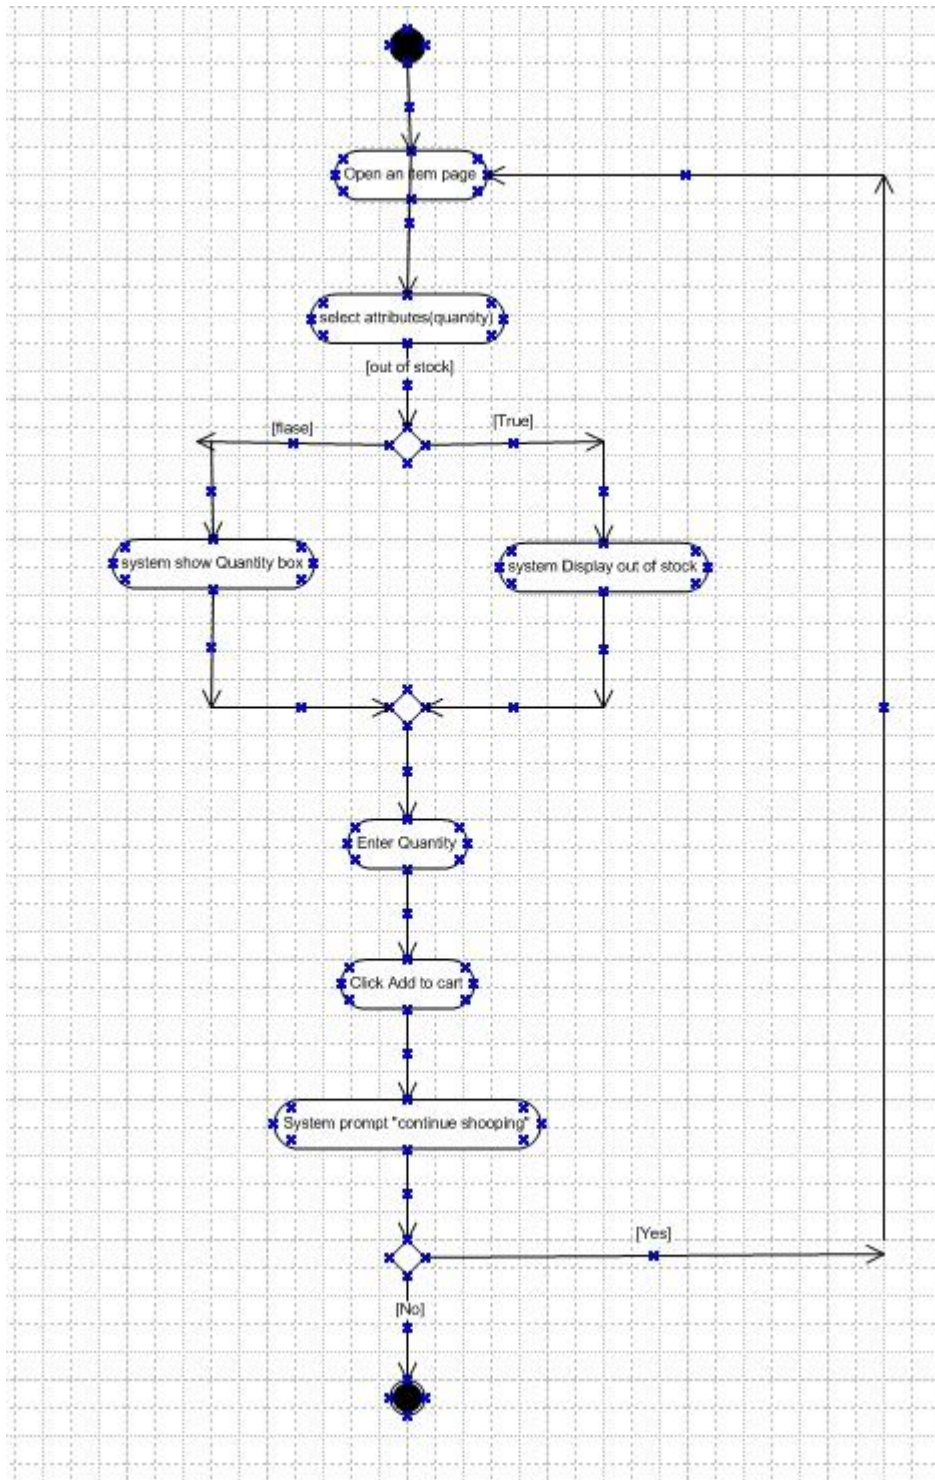 Open an item page
select attributes(quantity)
[out of stock]
[flase]
[True]
system show Quantity box
system Display out of stock
Enter Quantity
Click Add to cart
System prompt "continue shooping"
[Yes]
[No]